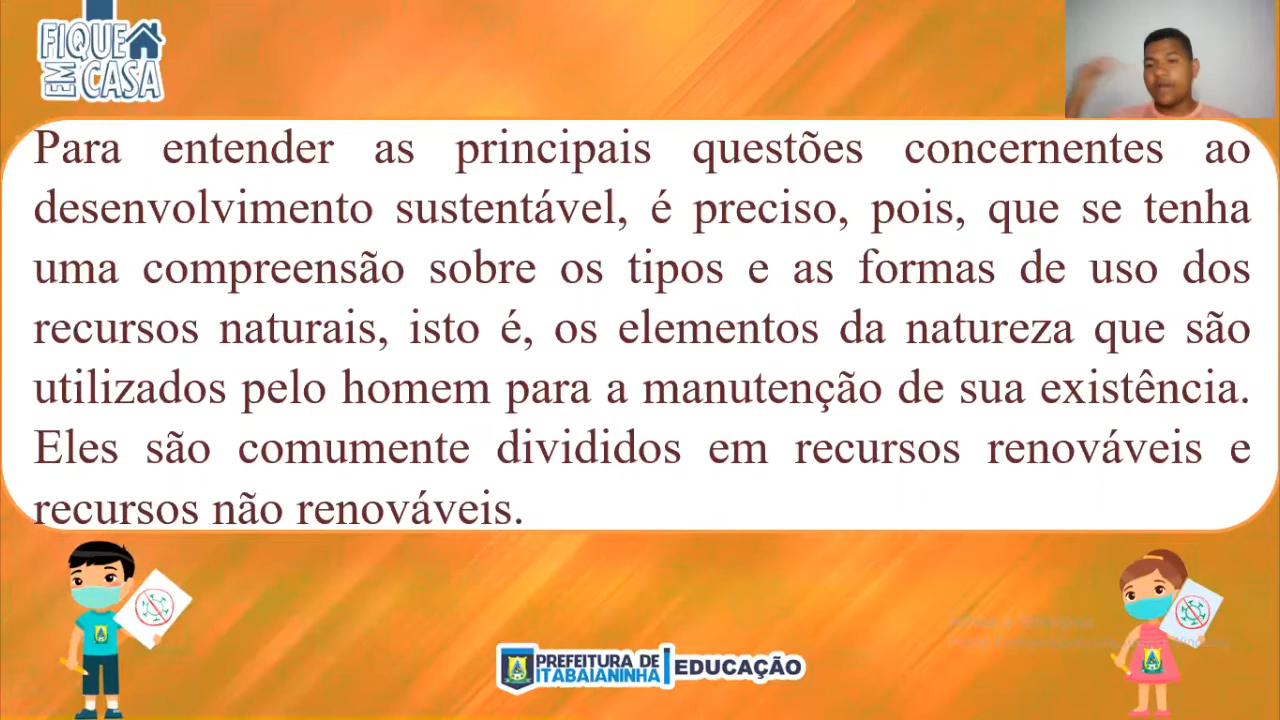 FIQUE
EM CASA
Para entender as principais questões concernentes ao
desenvolvimento sustentável, é preciso, pois, que se tenha
uma compreensão sobre os tipos e as formas de uso dos
recursos naturais, isto é, os elementos da natureza que são
utilizados pelo homem para a manutenção de sua existência.
Eles são comumente divididos em recursos renováveis e
recursos não renováveis.
PREFEITURA DE
ITABAIANINHA
EDUCAÇÃO